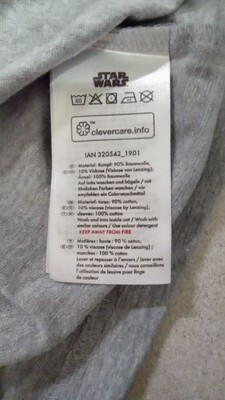 STAR
WARS
clevercare.info
IAN 320542_1901
Material: Rumpf: 90% Baumwolle,
10% Viskose (Viscose by Lenzing);
Ärmel: 100% Baumwolle
Auf links waschen und bügeln / mit
ähnlichen Farben waschen / wir
empfehlen ein Colorwaschmittel
Material: torso: 90% cotton,
10% viscose (viscose by Lenzing);
sleeves: 100% cotton
Wash and iron inside out / Wash with
similar colours / Use colour detergent
KEEP AWAY FROM FIRE
Matières : buste : 90 % coton,
10 % viscose (viscose de Lenzing) ;
manches : 100 % coton
Laver et repasser à l'envers / laver avec
des couleurs similaires / nous conseillons
l'utilisation de lessive pour linge
de couleur